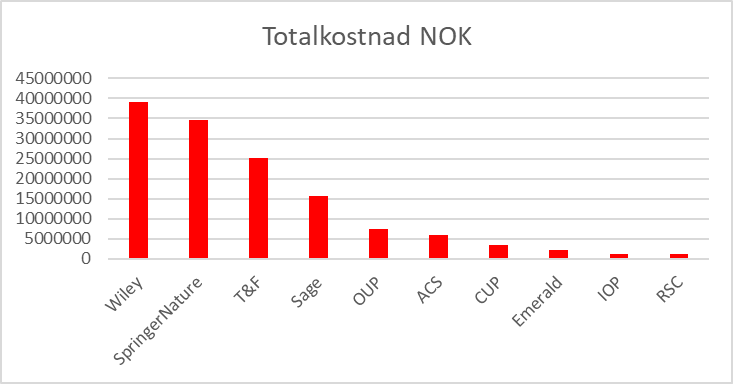 Totalkostnad NOK
45000000
40000000
35000000
30000000
25000000
20000000
15000000
10000000
5000000
0
Wiley
SpringerNature
T&F
Sage
OUP
ACS
CUP
Emerald
IOP
RSC